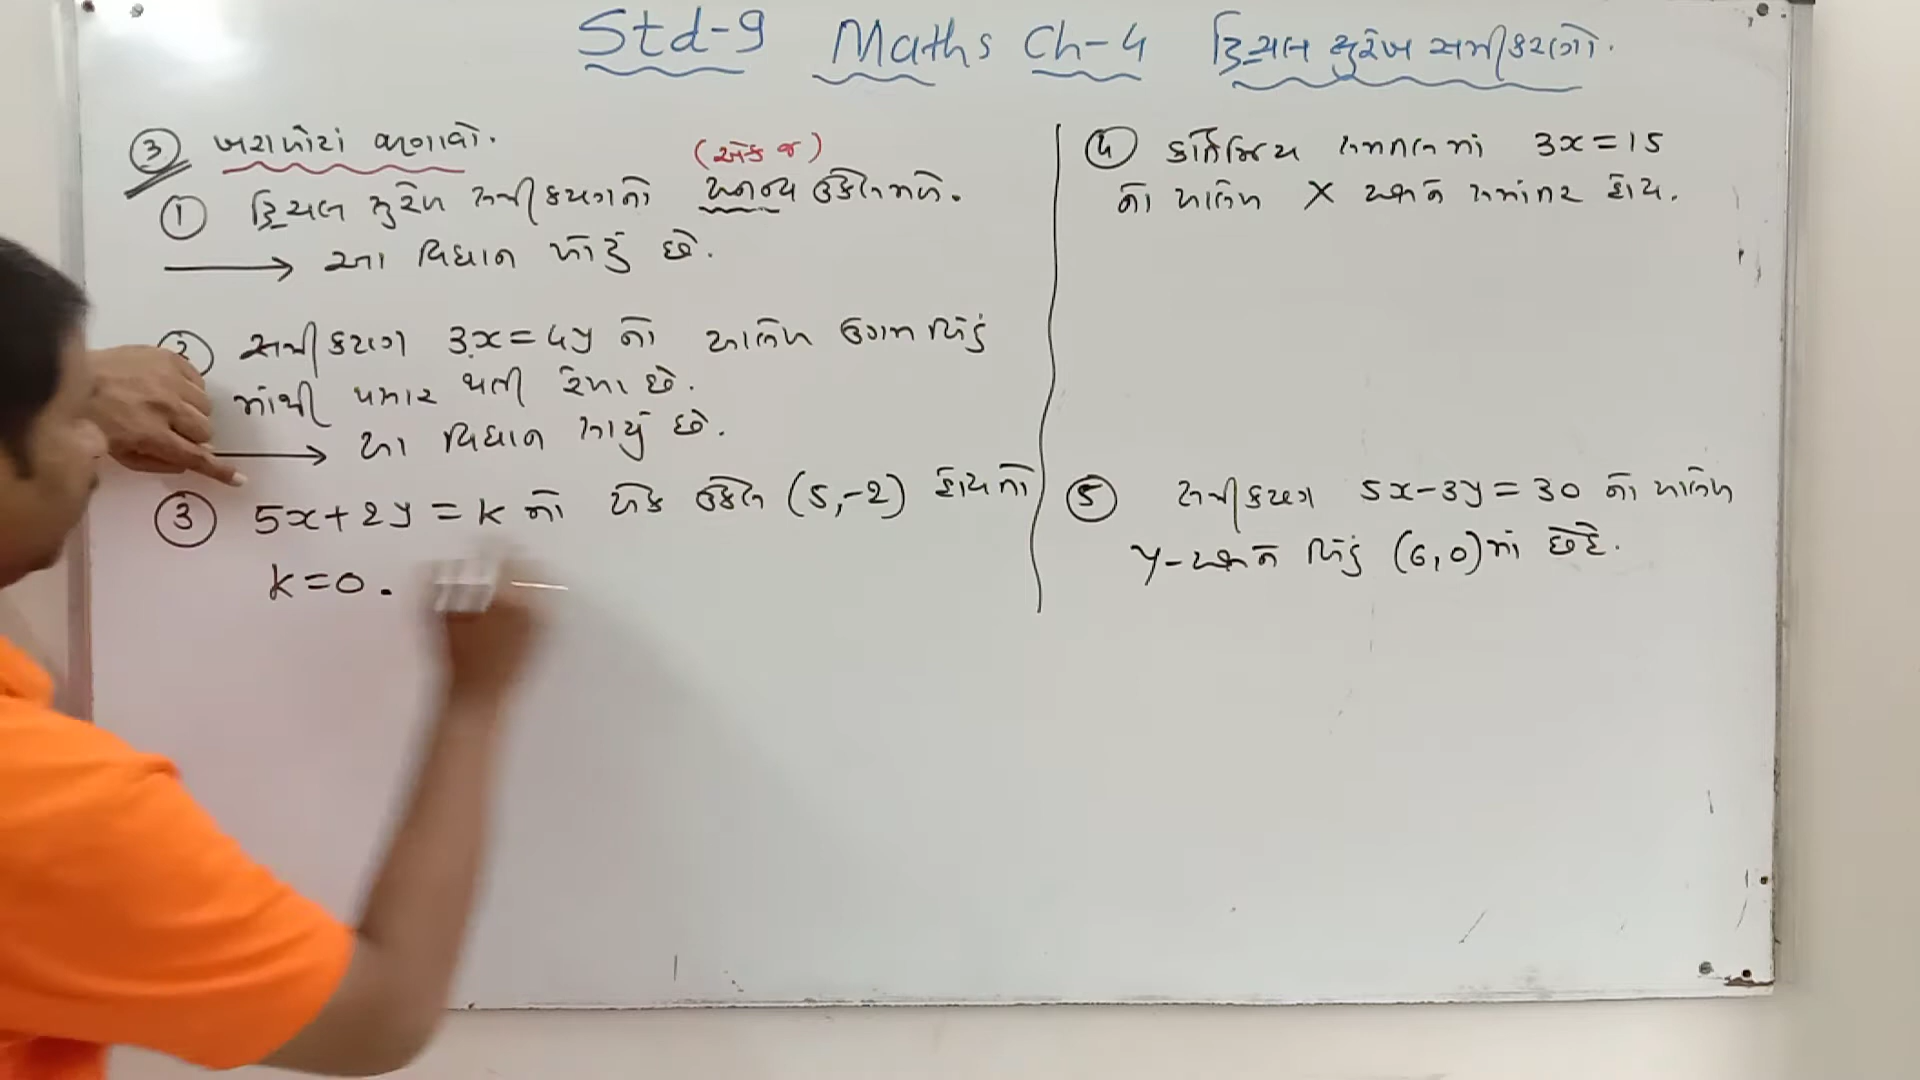 Std-9 Maths Ch-4 દ્વિચલ સુરેખ સમીકરણો.
③ ખરાખોટાં જણાવો.
(એક જ)
① દ્વિચલ સુરેખ સમીકરણનો અનન્ય ઉકેલ મળે.
→ આ વિધાન ખોટું છે.
② સમીકરણ 3x=4y નો આલેખ ઉગમબિંદુ
માંથી પસાર થતી રેખા છે.
→ આ વિધાન સાચું છે.
③ 5x+2y=k નો એક ઉકેલ (5,-2) હોય તો
k=0.
④ કાર્તેઝિય સમતલમાં 3x=15
નો આલેખ X અક્ષને સમાંતર હોય.
⑤ સમીકરણ 5x-3y=30 નો આલેખ
Y-અક્ષને બિંદુ (6,0)માં છેદે.